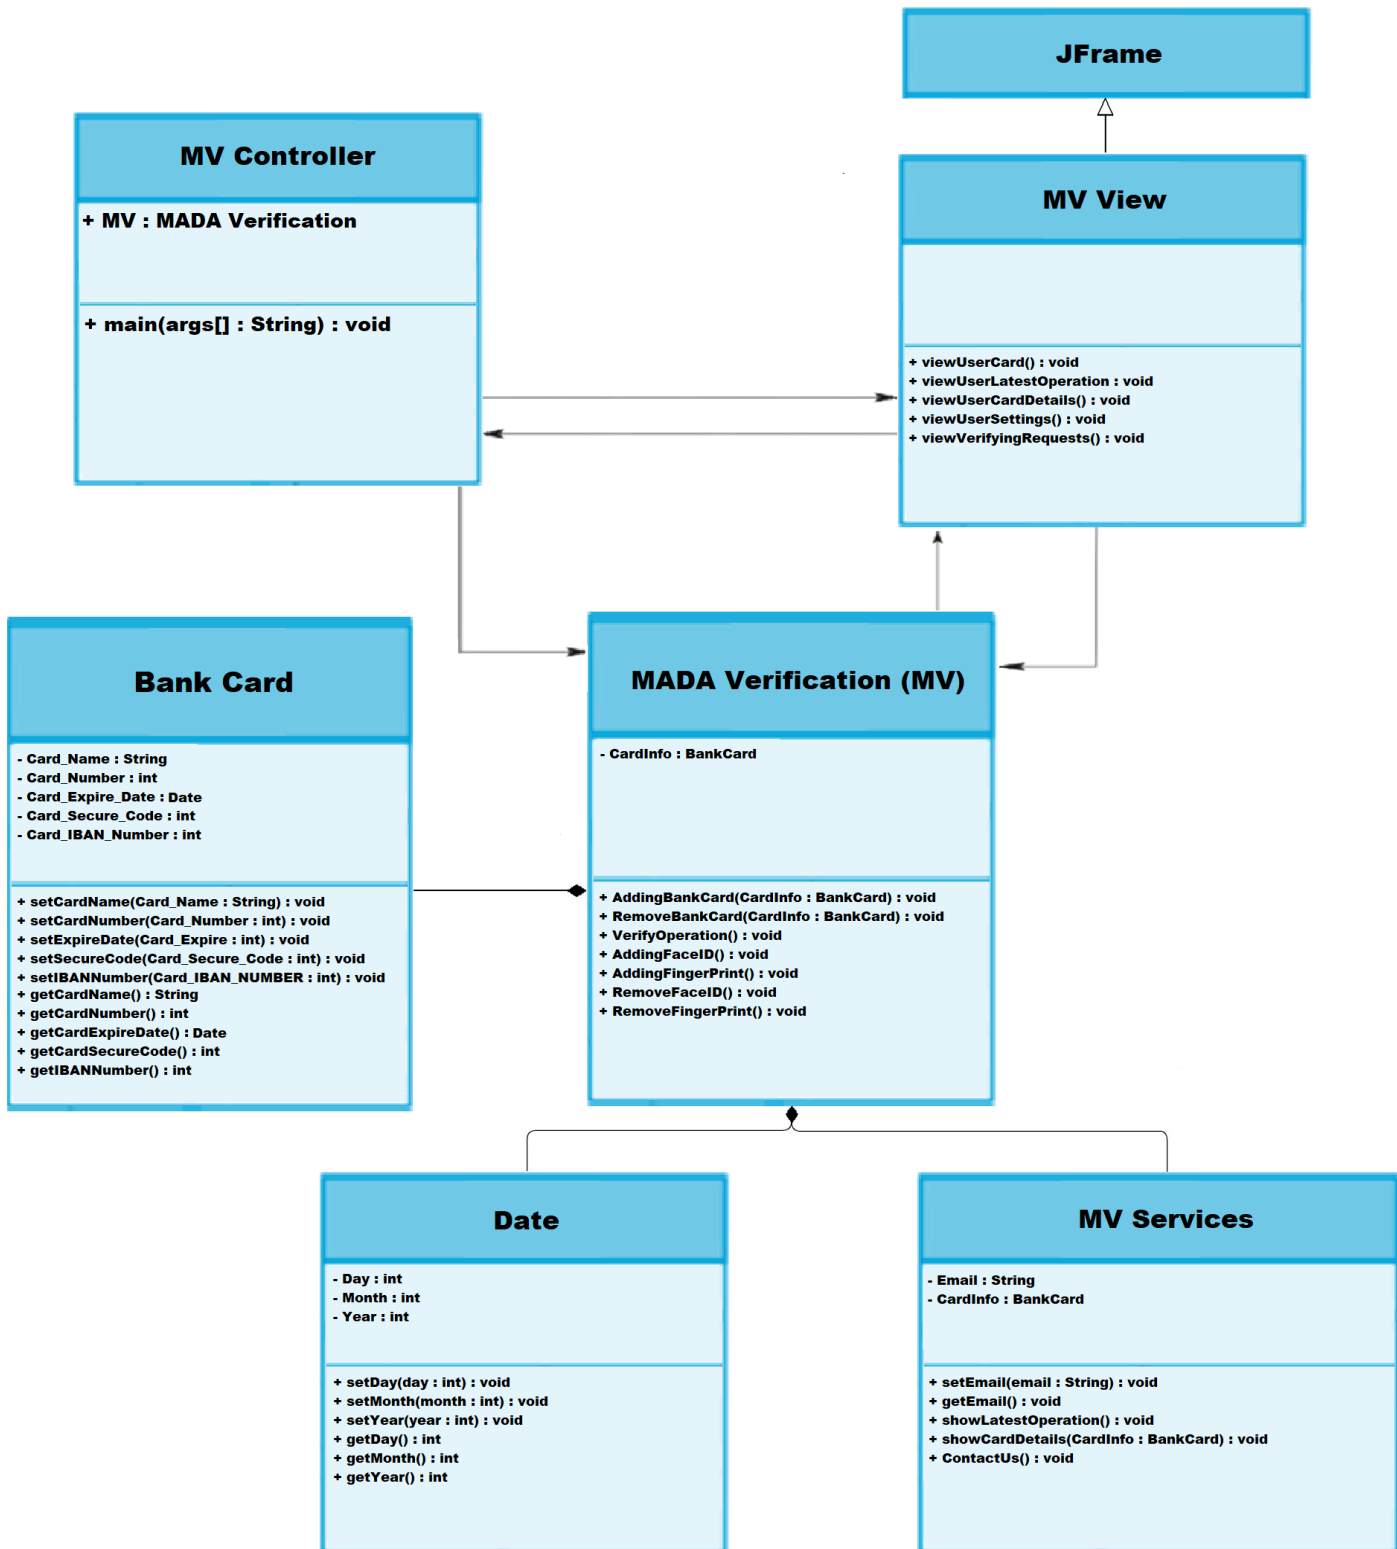 JFrame
MV Controller
+ MV : MADA Verification
+ main(args[] : String) : void
MV View
+ viewUserCard() : void
+ viewUserLatestOperation : void
+ viewUserCardDetails() : void
+ viewUserSettings() : void
+ viewVerifyingRequests() : void
Bank Card
- Card_Name : String
- Card_Number : int
- Card_Expire_Date : Date
- Card_Secure_Code : int
- Card_IBAN_Number : int
+ setCardName(Card_Name : String) : void
+ setCardNumber(Card_Number : int) : void
+ setExpireDate(Card_Expire : int) : void
+ setSecureCode(Card_Secure_Code : int) : void
+ setIBANNumber(Card_IBAN_NUMBER : int) : void
+ getCardName() : String
+ getCardNumber() : int
+ getCardExpireDate() : Date
+ getCardSecureCode() : int
+ getIBANNumber() : int
MADA Verification (MV)
- CardInfo : BankCard
+ AddingBankCard(CardInfo : BankCard) : void
+ RemoveBankCard(CardInfo : BankCard) : void
+ VerifyOperation() : void
+ AddingFaceID() : void
+ AddingFingerPrint() : void
+ RemoveFaceID() : void
+ RemoveFingerPrint() : void
Date
- Day : int
- Month : int
- Year : int
+ setDay(day : int) : void
+ setMonth(month : int) : void
+ setYear(year : int) : void
+ getDay() : int
+ getMonth() : int
+ getYear() : int
MV Services
- Email : String
- CardInfo : BankCard
+ setEmail(email : String) : void
+ getEmail() : void
+ showLatestOperation() : void
+ showCardDetails(CardInfo : BankCard) : void
+ ContactUs() : void